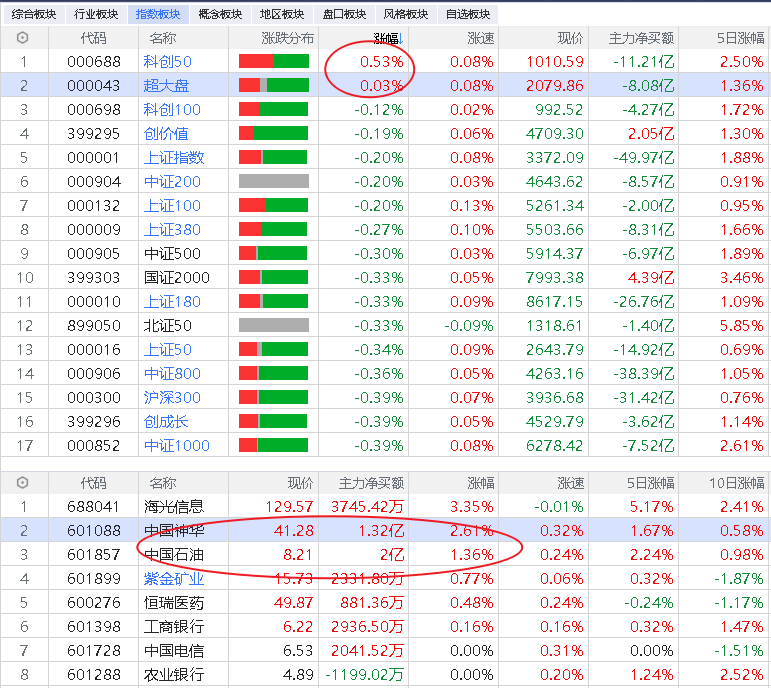 综合板块 行业板块 指数板块 概念板块 地区板块 盘口板块 风格板块 自选板块
代码 名称 涨跌分布 涨幅↓ 涨速 现价 主力净买额 5日涨幅
1 000688 科创50 0.53% 0.08% 1010.59 -11.21亿 2.50%
2 000043 超大盘 0.03% 0.08% 2079.86 -8.08亿 1.36%
3 000698 科创100 -0.12% 0.02% 992.52 -4.27亿 1.72%
4 399295 创价值 -0.19% 0.06% 4709.30 2.05亿 1.30%
5 000001 上证指数 -0.20% 0.08% 3372.09 -49.97亿 1.88%
6 000904 中证200 -0.20% 0.03% 4643.62 -8.57亿 0.91%
7 000132 上证100 -0.20% 0.13% 5261.34 -2.00亿 0.95%
8 000009 上证380 -0.27% 0.10% 5503.66 -8.31亿 1.66%
9 000905 中证500 -0.30% 0.03% 5914.37 -6.97亿 1.89%
10 399303 国证2000 -0.33% 0.05% 7993.38 4.39亿 3.46%
11 000010 上证180 -0.33% 0.09% 8617.15 -26.76亿 1.09%
12 899050 北证50 -0.33% -0.09% 1318.61 -1.40亿 5.85%
13 000016 上证50 -0.34% 0.09% 2643.79 -14.92亿 0.69%
14 000906 中证800 -0.36% 0.05% 4263.16 -38.39亿 1.05%
15 000300 沪深300 -0.39% 0.07% 3936.68 -31.42亿 0.76%
16 399296 创成长 -0.39% 0.05% 4529.79 -3.62亿 1.14%
17 000852 中证1000 -0.39% 0.08% 6278.42 -7.52亿 2.61%
代码 名称 现价 主力净买额 涨幅 涨速 5日涨幅 10日涨幅
1 688041 海光信息 129.57 3745.42万 3.35% -0.01% 5.17% 2.41%
2 601088 中国神华 41.28 1.32亿 2.61% 0.32% 1.67% 0.58%
3 601857 中国石油 8.21 2亿 1.36% 0.24% 2.24% 0.98%
4 601899 紫金矿业 15.73 2331.80万 0.77% 0.06% 0.32% -1.87%
5 600276 恒瑞医药 49.87 881.36万 0.48% 0.24% -0.24% -1.17%
6 601398 工商银行 6.22 2936.50万 0.16% 0.16% 0.32% 1.47%
7 601728 中国电信 6.53 2041.52万 0.00% 0.31% 0.00% -1.51%
8 601288 农业银行 4.89 -1199.02万 0.00% 0.20% 1.24% 2.52%